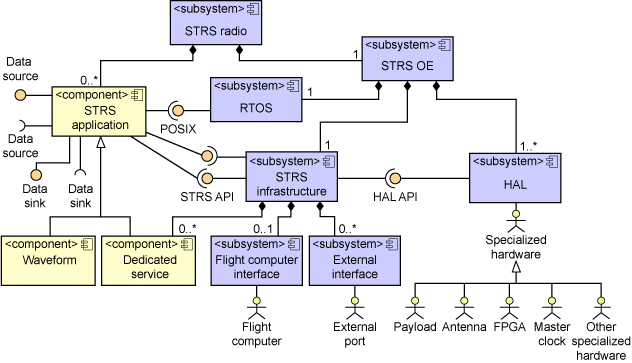 <subsystem>
STRS radio
<subsystem>
STRS OE
1
0..*
Data
source
<component>
STRS
application
<subsystem>
RTOS
1
POSIX
Data
source
Data
sink
Data
sink
1
1..*
<subsystem>
STRS
infrastructure
STRS API
HAL API
<subsystem>
HAL
0..*
0..1
0..*
<component>
Waveform
<component>
Dedicated
service
<subsystem>
Flight computer
interface
<subsystem>
External
interface
Specialized
hardware
Flight
computer
External
port
Payload
Antenna
FPGA
Master
clock
Other
specialized
hardware